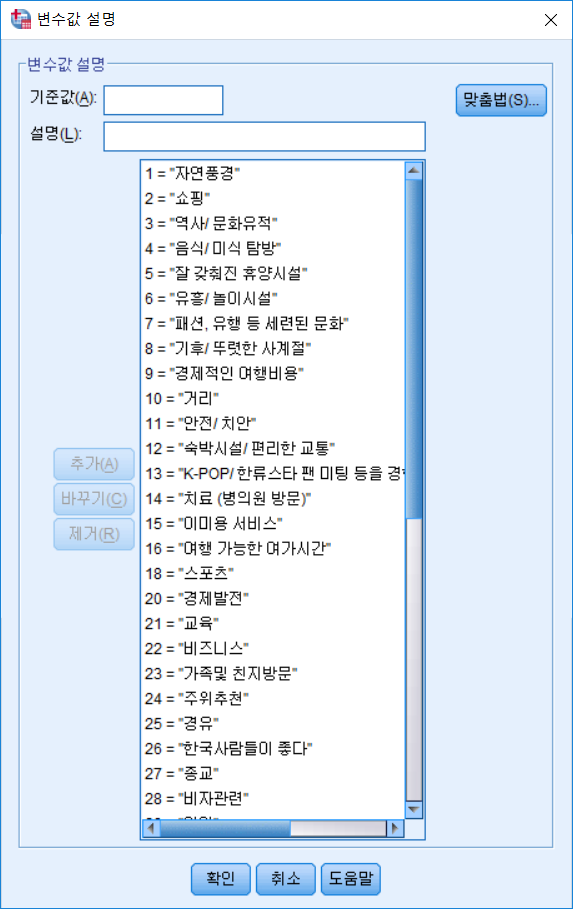 변수값 설명
변수값 설명
기준값(A):
맞춤법(S)...
설명(L):
1 = "자연풍경"
2 = "쇼핑"
3 = "역사/ 문화유적"
4 = "음식/ 미식 탐방"
5 = "잘 갖춰진 휴양시설"
6 = "유흥/ 놀이시설"
7 = "패션, 유행 등 세련된 문화"
8 = "기후/ 뚜렷한 사계절"
9 = "경제적인 여행비용"
10 = "거리"
11 = "안전/ 치안"
12 = "숙박시설/ 편리한 교통"
13 = "K-POP/ 한류스타 팬 미팅 등을 경
14 = "치료 (병의원 방문)"
15 = "이미용 서비스"
16 = "여행 가능한 여가시간"
18 = "스포츠"
20 = "경제발전"
21 = "교육"
22 = "비즈니스"
23 = "가족및 친지방문"
24 = "주위추천"
25 = "경유"
26 = "한국사람들이 좋다"
27 = "종교"
28 = "비자관련"
추가(A)
바꾸기(C)
제거(R)
확인
취소
도움말